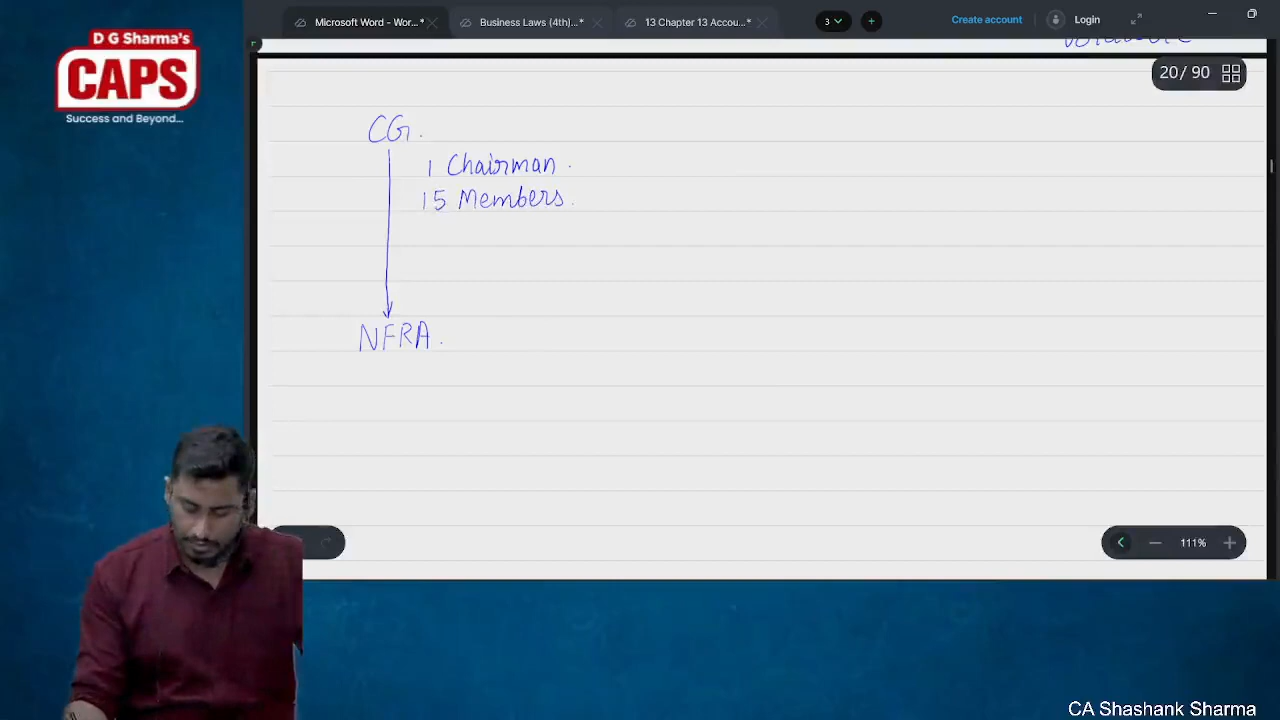 Microsoft Word - Wor...*
Business Laws (4th)...*
13 Chapter 13 Accou...*
3
Create account
Login
D G Sharma's
CAPS
Success and Beyond...
20/ 90
CG.
1 Chairman.
15 Members.
NFRA.
111%
CA Shashank Sharma